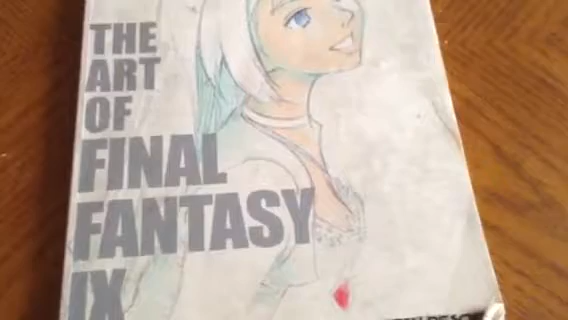 THE
ART
OF
FINAL
FANTASY
IX